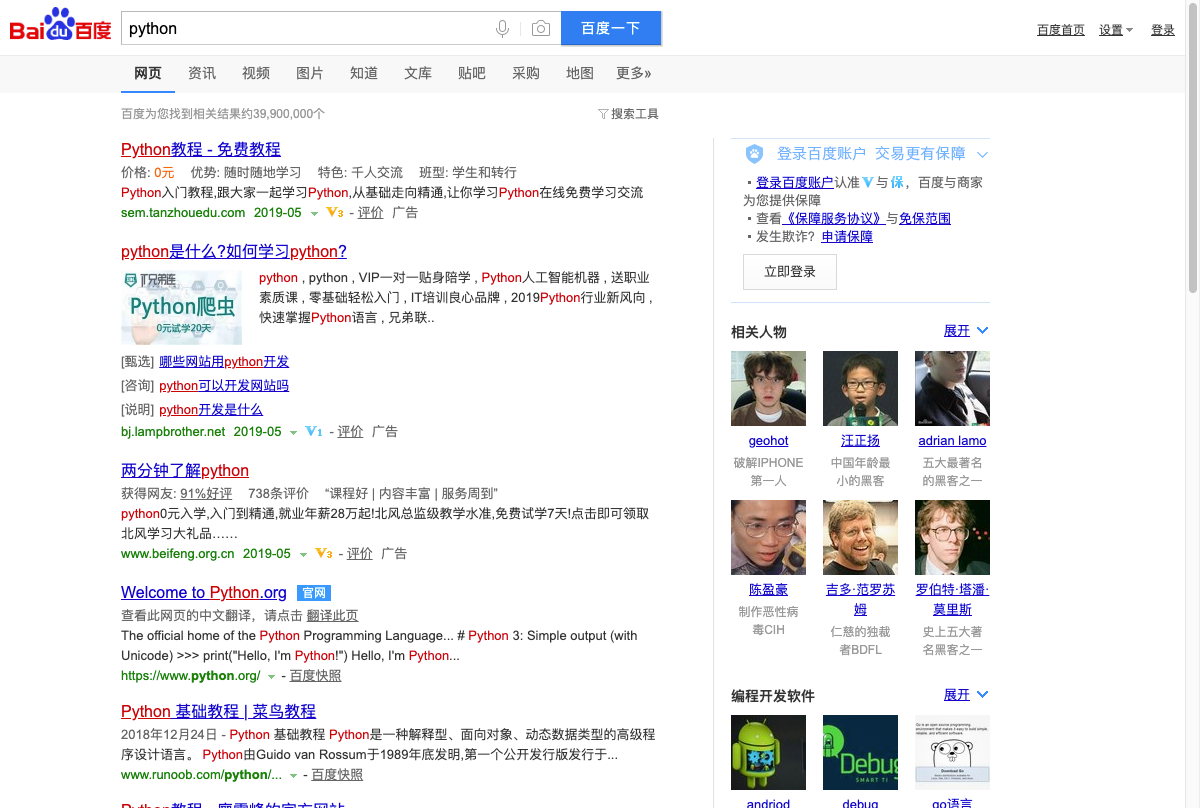 Bai du 百度
python
百度一下
百度首页 设置 登录
网页 资讯 视频 图片 知道 文库 贴吧 采购 地图 更多»
百度为您找到相关结果约39,900,000个
搜索工具
Python教程 - 免费教程
价格: 0元 优势: 随时随地学习 特色: 千人交流 班型: 学生和转行
Python入门教程,跟大家一起学习Python,从基础走向精通,让你学习Python在线免费学习交流
sem.tanzhouedu.com 2019-05 V3 - 评价 广告
python是什么?如何学习python?
兄弟连
Python爬虫
0元试学20天
python , python , VIP一对一贴身陪学 , Python人工智能机器 , 送职业
素质课 , 零基础轻松入门 , IT培训良心品牌 , 2019Python行业新风向 ,
快速掌握Python语言 , 兄弟联..
[甄选] 哪些网站用python开发
[咨询] python可以开发网站吗
[说明] python开发是什么
bj.lampbrother.net 2019-05 V1 - 评价 广告
两分钟了解python
获得网友: 91%好评 738条评价 “课程好 | 内容丰富 | 服务周到”
python0元入学,入门到精通,就业年薪28万起!北风总监级教学水准,免费试学7天!点击即可领取
北风学习大礼品……
www.beifeng.org.cn 2019-05 V3 - 评价 广告
Welcome to Python.org 官网
查看此网页的中文翻译，请点击 翻译此页
The official home of the Python Programming Language... # Python 3: Simple output (with
Unicode) >>> print("Hello, I'm Python!") Hello, I'm Python...
https://www.python.org/ - 百度快照
Python 基础教程 | 菜鸟教程
2018年12月24日 - Python 基础教程 Python是一种解释型、面向对象、动态数据类型的高级程
序设计语言。 Python由Guido van Rossum于1989年底发明,第一个公开发行版发行于...
www.runoob.com/python/... - 百度快照
Python教程 - 廖雪峰的官方网站
登录百度账户 交易更有保障
· 登录百度账户认准V与保，百度与商家
为您提供保障
· 查看《保障服务协议》与免保范围
· 发生欺诈？申请保障
立即登录
相关人物 展开
geohot 汪正扬 adrian lamo
破解IPHONE 中国年龄最 五大最著名
第一人 小的黑客 的黑客之一
陈盈豪 吉多·范罗苏 罗伯特·塔潘·
姆 莫里斯
制作恶性病 仁慈的独裁 史上五大著
毒CIH 者BDFL 名黑客之一
编程开发软件 展开
Debug
SMART TI
Go is an open source programming
environment that makes it easy to build simple,
reliable, and efficient software.
Download Go
andriod debug go语言